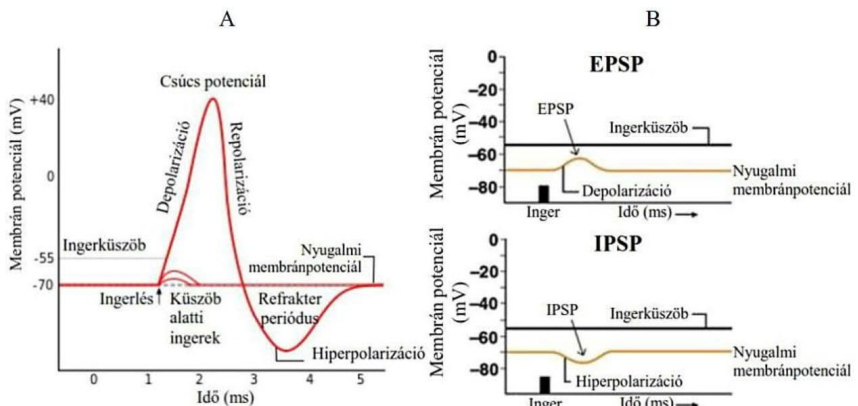 A
B
Membrán potenciál (mV)
+40
0
-55
-70
Csúcs potenciál
Depolarizáció
Repolarizáció
Ingerküszöb
Nyugalmi
membránpotenciál
Ingerlés
Küszöb
alatti
ingerek
Refrakter
periódus
Hiperpolarizáció
0 1 2 3 4 5
Idő (ms)
EPSP
Membrán potenciál
(mV)
0
−20
−40
−60
−80
EPSP
Ingerküszöb
Nyugalmi
membránpotenciál
Depolarizáció
Inger
Idő (ms)
IPSP
Membrán potenciál
(mV)
0
−20
−40
−60
−80
IPSP
Ingerküszöb
Nyugalmi
membránpotenciál
Hiperpolarizáció
Inger
Idő (ms)